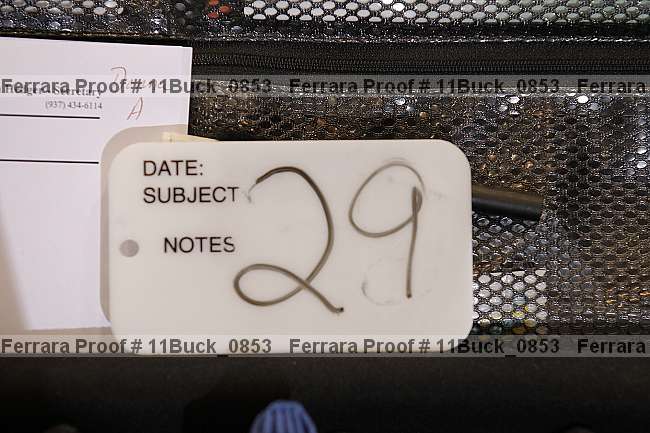 Ferrara Proof # 11Buck_0853 Ferrara Proof # 11Buck_0853 Ferrara
Secretary
(937) 434-6114
A
DATE:
SUBJECT
NOTES
29
Ferrara Proof # 11Buck_0853 Ferrara Proof # 11Buck_0853 Ferrara